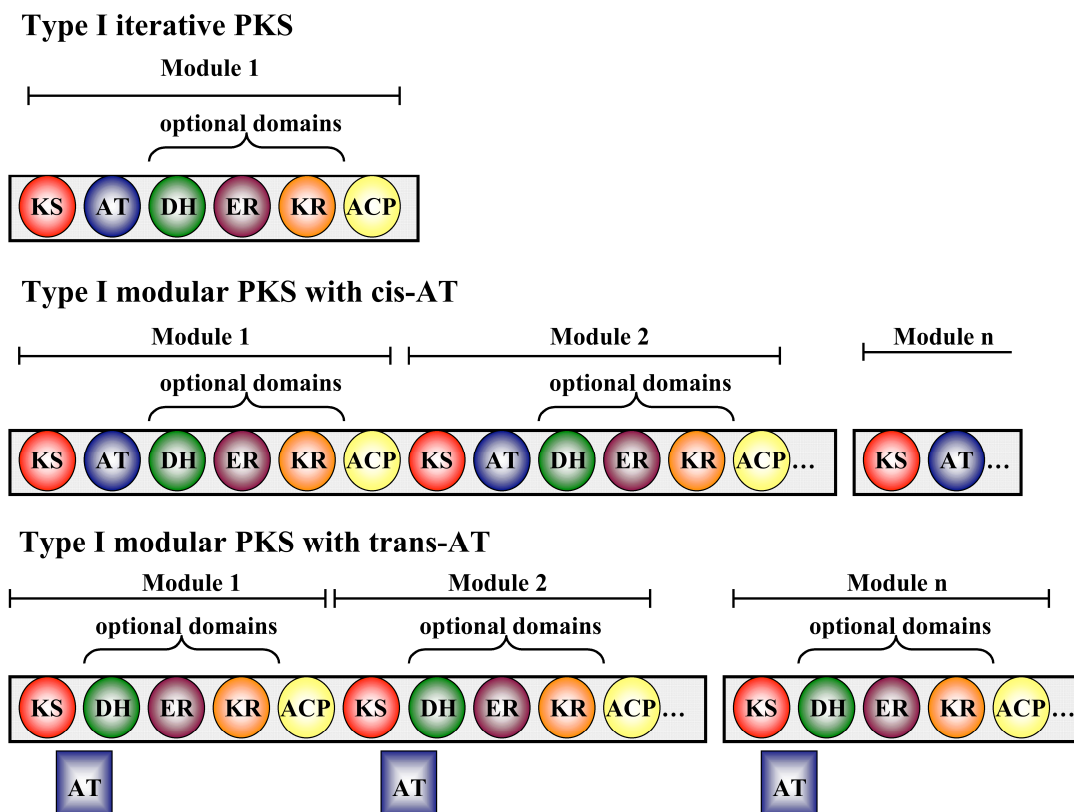 Type I iterative PKS
Module 1
optional domains
KS AT DH ER KR ACP
Type I modular PKS with cis-AT
Module 1 Module 2 Module n
optional domains optional domains
KS AT DH ER KR ACP KS AT DH ER KR ACP... KS AT...
Type I modular PKS with trans-AT
Module 1 Module 2 Module n
optional domains optional domains optional domains
KS DH ER KR ACP KS DH ER KR ACP... KS DH ER KR ACP...
AT AT AT